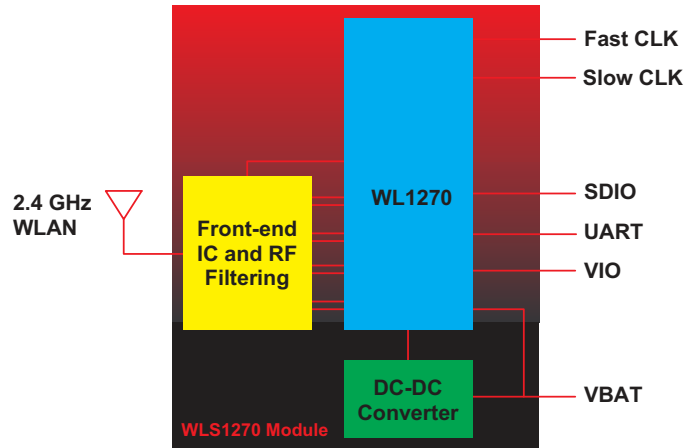 Fast CLK
Slow CLK
2.4 GHz
WLAN
Front-end
IC and RF
Filtering
WL1270
SDIO
UART
VIO
DC-DC
Converter
VBAT
WLS1270 Module